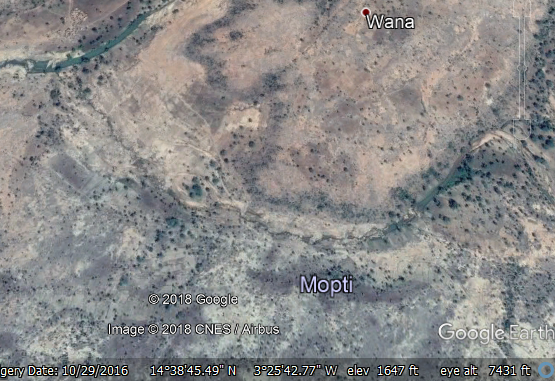 Wana
Mopti
© 2018 Google
Image © 2018 CNES / Airbus
Google Earth
gery Date: 10/29/2016 14°38'45.49" N 3°25'42.77" W elev 1647 ft eye alt 7431 ft